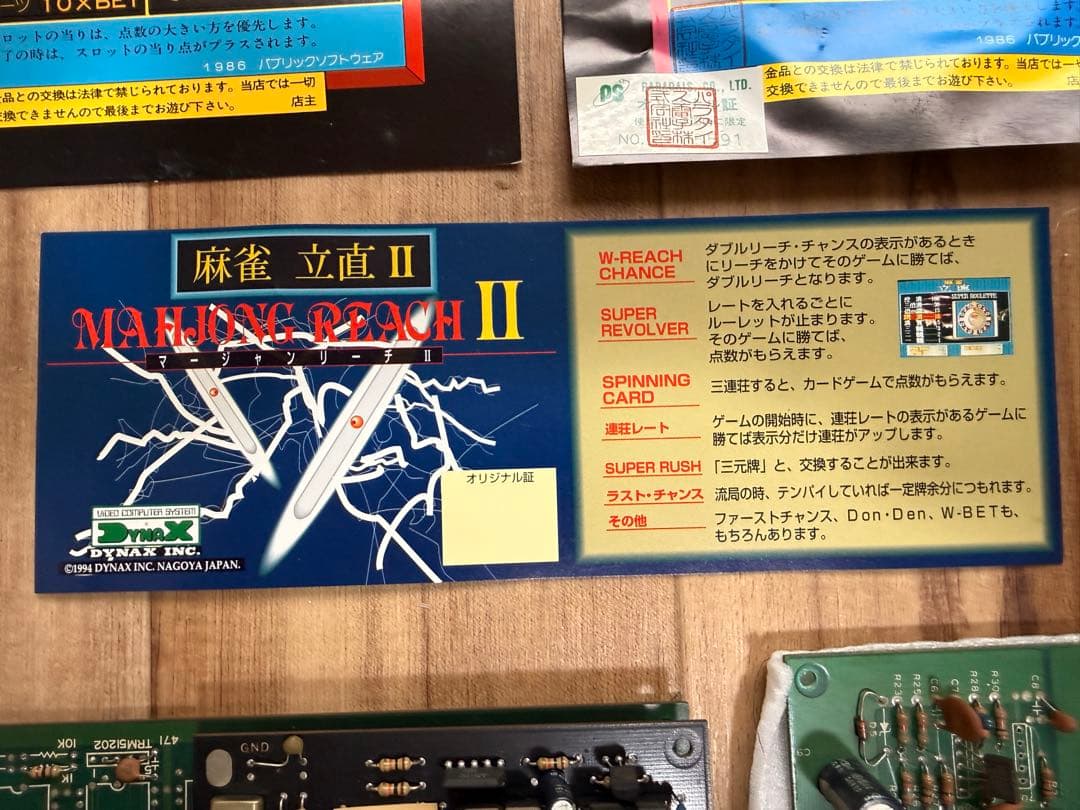 10×BET
ロットの当りは、点数の大きい方を優先します。
了の時は、スロットの当り点がプラスされます。
1986 パブリックソフトウェア
金品との交換は法律で禁じられております。当店では一切
交換できませんので最後までお遊び下さい。 店主
1986 パブリック
金品との交換は法律で禁じられております。当店では一切
交換できませんので最後までお遊び下さい。
CO., LTD.
NO.
麻雀 立直 II
MAHJONG REACH II
マージャンリーチ II
オリジナル証
VIDEO COMPUTER SYSTEM
DYNAX
DYNAX INC.
©1994 DYNAX INC. NAGOYA JAPAN.
W-REACH
CHANCE
ダブルリーチ・チャンスの表示があるとき
にリーチをかけてそのゲームに勝てば、
ダブルリーチとなります。
SUPER
REVOLVER
レートを入れるごとに
ルーレットが止まります。
そのゲームに勝てば、
点数がもらえます。
SUPER ROULETTE
SPINNING
CARD
三連荘すると、カードゲームで点数がもらえます。
連荘レート
ゲームの開始時に、連荘レートの表示があるゲームに
勝てば表示分だけ連荘がアップします。
SUPER RUSH
「三元牌」と、交換することが出来ます。
ラスト・チャンス
流局の時、テンパイしていれば一定牌余分につもれます。
その他
ファーストチャンス、Don・Den、W-BETも、
もちろんあります。
10K
TRM51202
471
1K
GND
R23
R25
C6
C7
R28
R30
C8
D5
C9